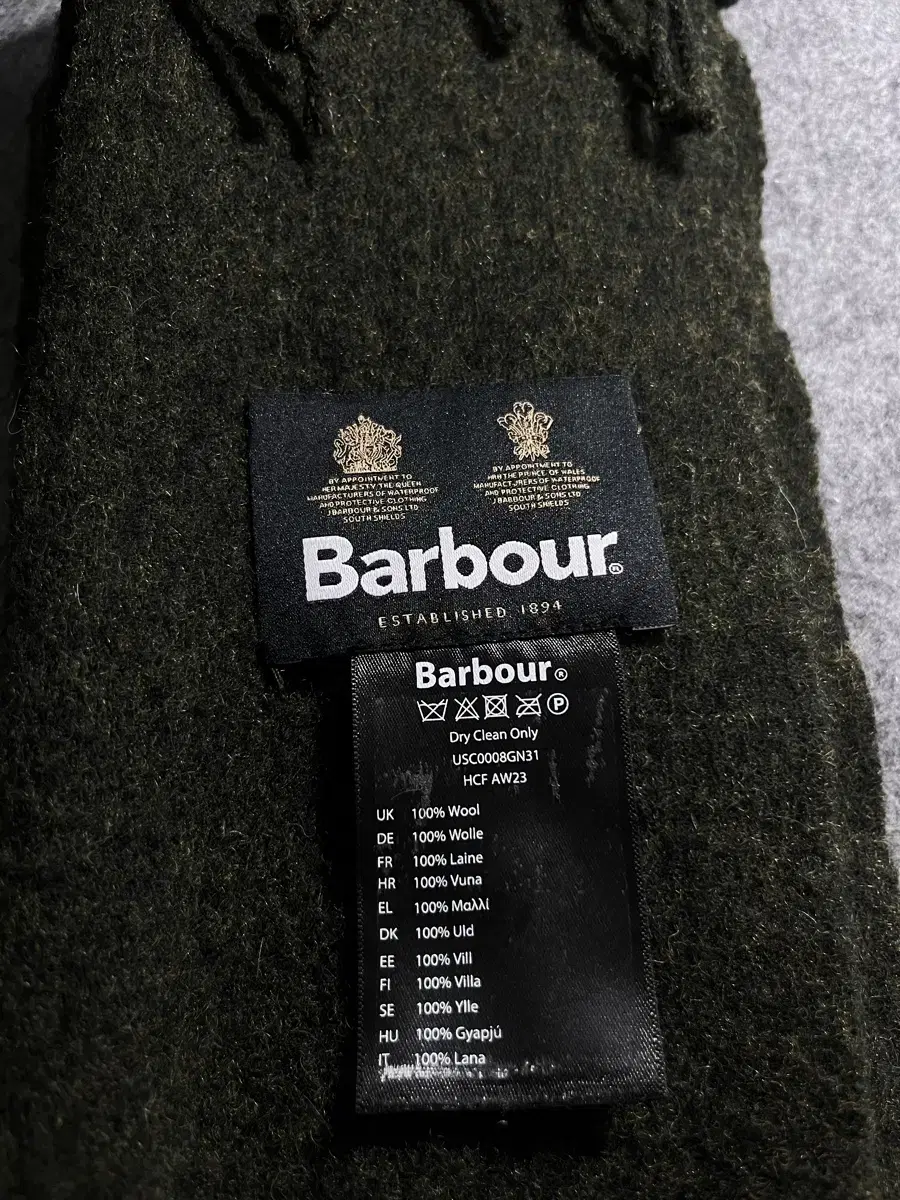 BY APPOINTMENT TO
HER MAJESTY THE QUEEN
MANUFACTURERS OF WATERPROOF
AND PROTECTIVE CLOTHING
J BARBOUR & SONS LTD
SOUTH SHIELDS
BY APPOINTMENT TO
HRH THE PRINCE OF WALES
MANUFACTURERS OF WATERPROOF
AND PROTECTIVE CLOTHING
J BARBOUR & SONS LTD
SOUTH SHIELDS
Barbour®
ESTABLISHED 1894
Barbour®
P
Dry Clean Only
USC0008GN31
HCF AW23
UK 100% Wool
DE 100% Wolle
FR 100% Laine
HR 100% Vuna
EL 100% Μαλλί
DK 100% Uld
EE 100% Vill
FI 100% Villa
SE 100% Ylle
HU 100% Gyapjú
IT 100% Lana